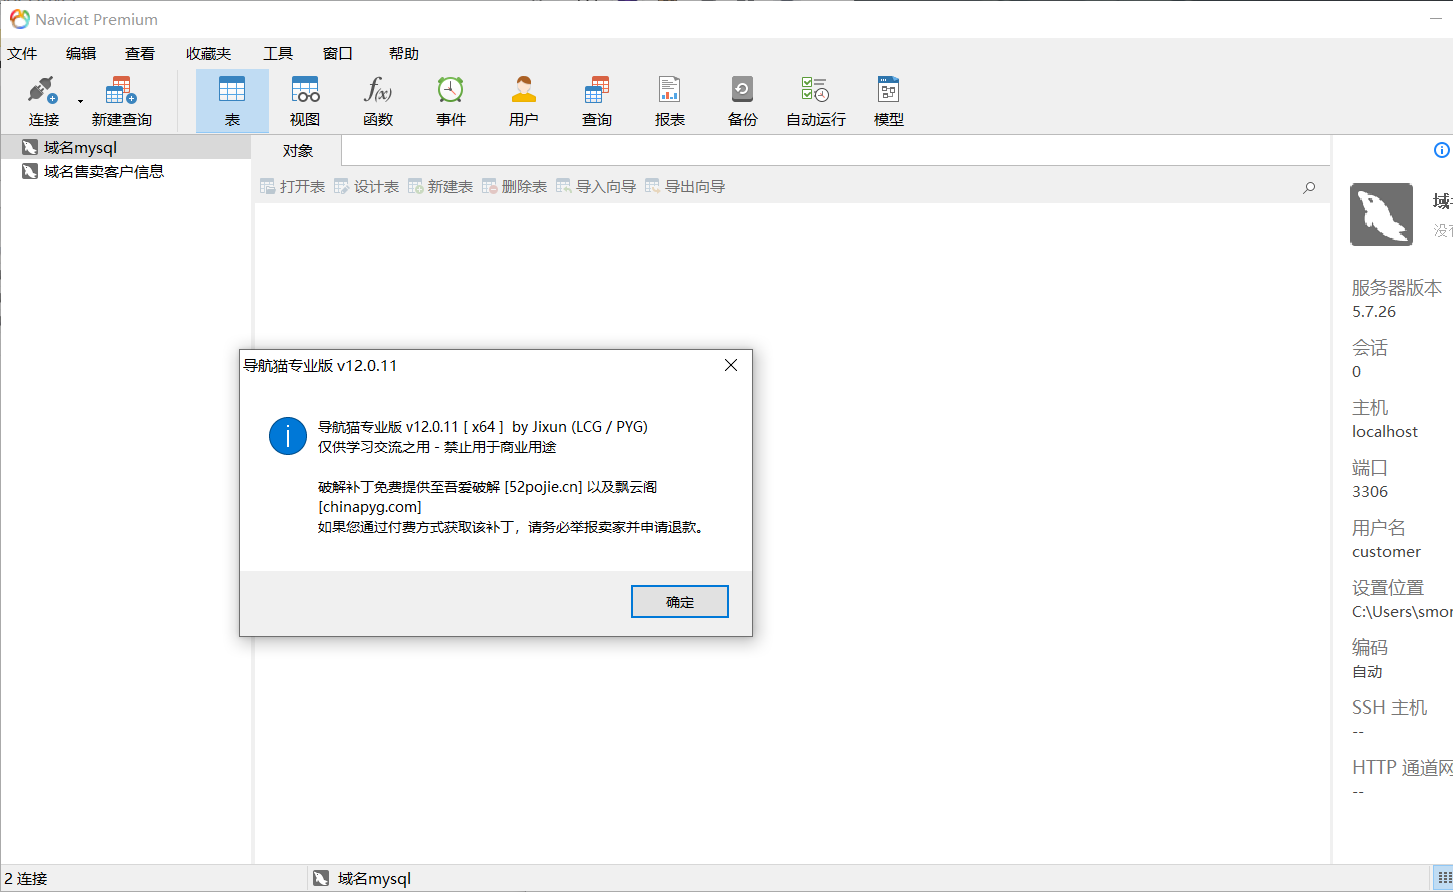 Navicat Premium
文件 编辑 查看 收藏夹 工具 窗口 帮助
连接 新建查询 表 视图 函数 事件 用户 查询 报表 备份 自动运行 模型
域名mysql
域名售卖客户信息
对象
打开表 设计表 新建表 删除表 导入向导 导出向导
导航猫专业版 v12.0.11
导航猫专业版 v12.0.11 [ x64 ] by Jixun (LCG / PYG)
仅供学习交流之用 - 禁止用于商业用途
破解补丁免费提供至吾爱破解 [52pojie.cn] 以及飘云阁
[chinapyg.com]
如果您通过付费方式获取该补丁，请务必举报卖家并申请退款。
确定
域
没有
服务器版本
5.7.26
会话
0
主机
localhost
端口
3306
用户名
customer
设置位置
C:\Users\smor
编码
自动
SSH 主机
--
HTTP 通道网
--
2 连接
域名mysql